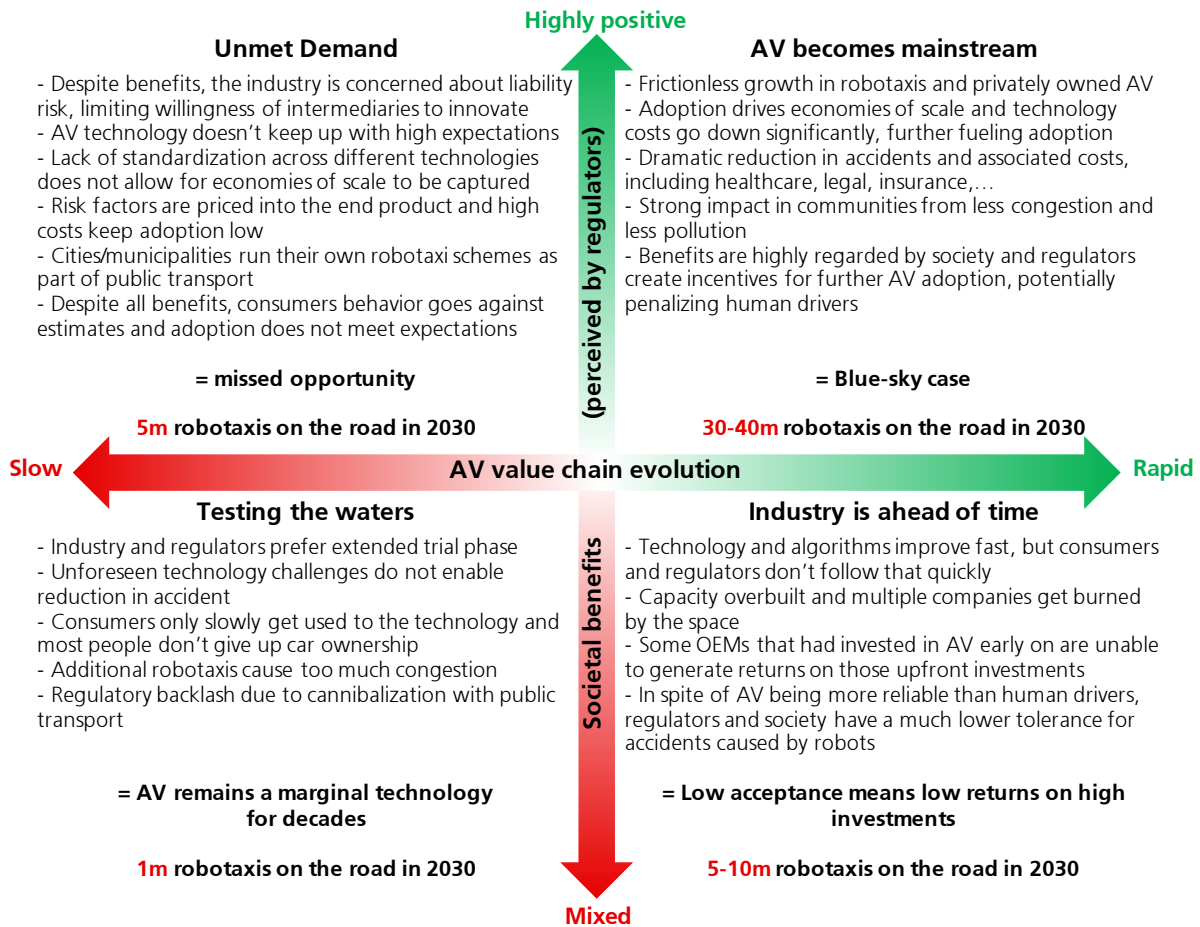 Highly positive
Unmet Demand
- Despite benefits, the industry is concerned about liability
risk, limiting willingness of intermediaries to innovate
- AV technology doesn’t keep up with high expectations
- Lack of standardization across different technologies
does not allow for economies of scale to be captured
- Risk factors are priced into the end product and high
costs keep adoption low
- Cities/municipalities run their own robotaxi schemes as
part of public transport
- Despite all benefits, consumers behavior goes against
estimates and adoption does not meet expectations
= missed opportunity
5m robotaxis on the road in 2030
AV becomes mainstream
- Frictionless growth in robotaxis and privately owned AV
- Adoption drives economies of scale and technology
costs go down significantly, further fueling adoption
- Dramatic reduction in accidents and associated costs,
including healthcare, legal, insurance,...
- Strong impact in communities from less congestion and
less pollution
- Benefits are highly regarded by society and regulators
create incentives for further AV adoption, potentially
penalizing human drivers
= Blue-sky case
30-40m robotaxis on the road in 2030
(perceived by regulators)
Slow
AV value chain evolution
Rapid
Testing the waters
- Industry and regulators prefer extended trial phase
- Unforeseen technology challenges do not enable
reduction in accident
- Consumers only slowly get used to the technology and
most people don’t give up car ownership
- Additional robotaxis cause too much congestion
- Regulatory backlash due to cannibalization with public
transport
= AV remains a marginal technology
for decades
1m robotaxis on the road in 2030
Societal benefits
Industry is ahead of time
- Technology and algorithms improve fast, but consumers
and regulators don’t follow that quickly
- Capacity overbuilt and multiple companies get burned
by the space
- Some OEMs that had invested in AV early on are unable
to generate returns on those upfront investments
- In spite of AV being more reliable than human drivers,
regulators and society have a much lower tolerance for
accidents caused by robots
= Low acceptance means low returns on high
investments
5-10m robotaxis on the road in 2030
Mixed